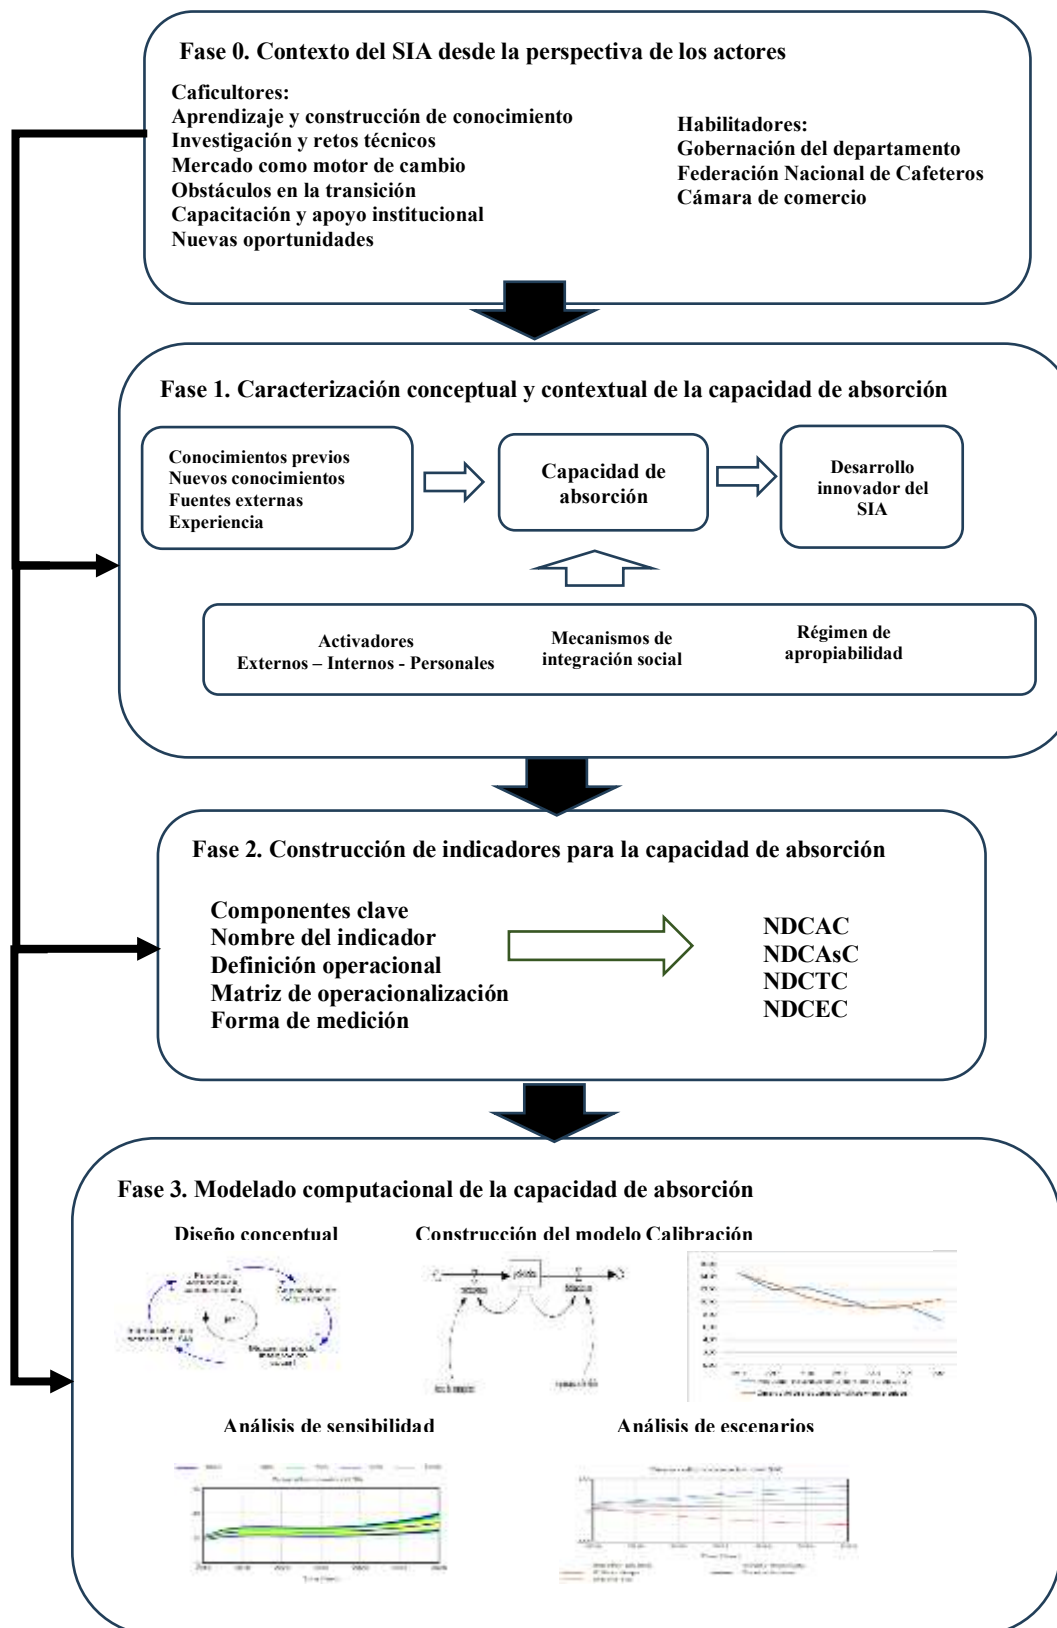 Fase 0. Contexto del SIA desde la perspectiva de los actores
Caficultores:
Aprendizaje y construcción de conocimiento
Investigación y retos técnicos
Mercado como motor de cambio
Obstáculos en la transición
Capacitación y apoyo institucional
Nuevas oportunidades
Habilitadores:
Gobernación del departamento
Federación Nacional de Cafeteros
Cámara de comercio
Fase 1. Caracterización conceptual y contextual de la capacidad de absorción
Conocimientos previos
Nuevos conocimientos
Fuentes externas
Experiencia
Capacidad de
absorción
Desarrollo
innovador del
SIA
Activadores
Externos – Internos - Personales
Mecanismos de
integración social
Régimen de
apropiabilidad
Fase 2. Construcción de indicadores para la capacidad de absorción
Componentes clave
Nombre del indicador
Definición operacional
Matriz de operacionalización
Forma de medición
NDCAC
NDCAsC
NDCTC
NDCEC
Fase 3. Modelado computacional de la capacidad de absorción
Diseño conceptual
Construcción del modelo Calibración
Análisis de sensibilidad
Análisis de escenarios